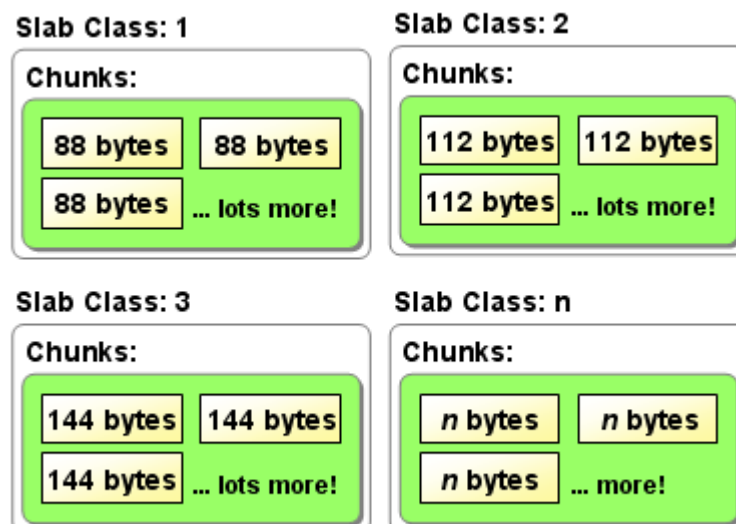 Slab Class: 1
Chunks:
88 bytes
88 bytes
88 bytes
... lots more!
Slab Class: 2
Chunks:
112 bytes
112 bytes
112 bytes
... lots more!
Slab Class: 3
Chunks:
144 bytes
144 bytes
144 bytes
... lots more!
Slab Class: n
Chunks:
n bytes
n bytes
n bytes
... more!